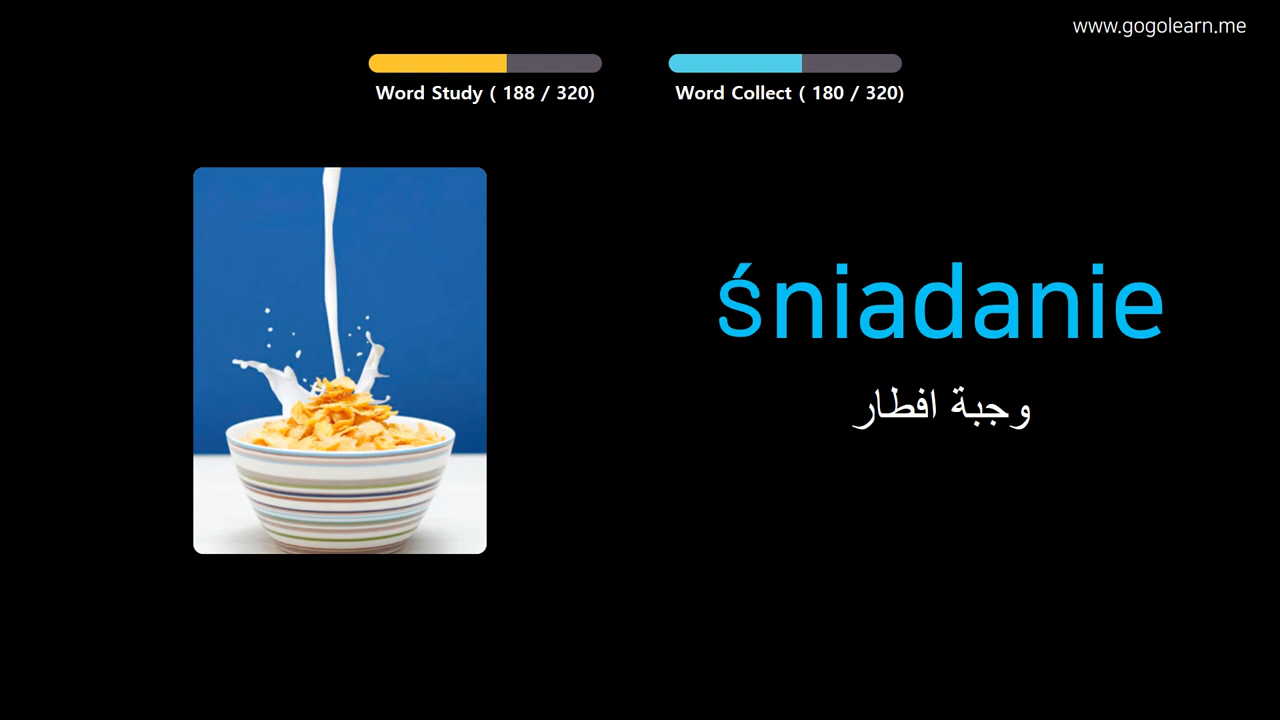 www.gogolearn.me
Word Study ( 188 / 320)
Word Collect ( 180 / 320)
śniadanie
وجبة افطار